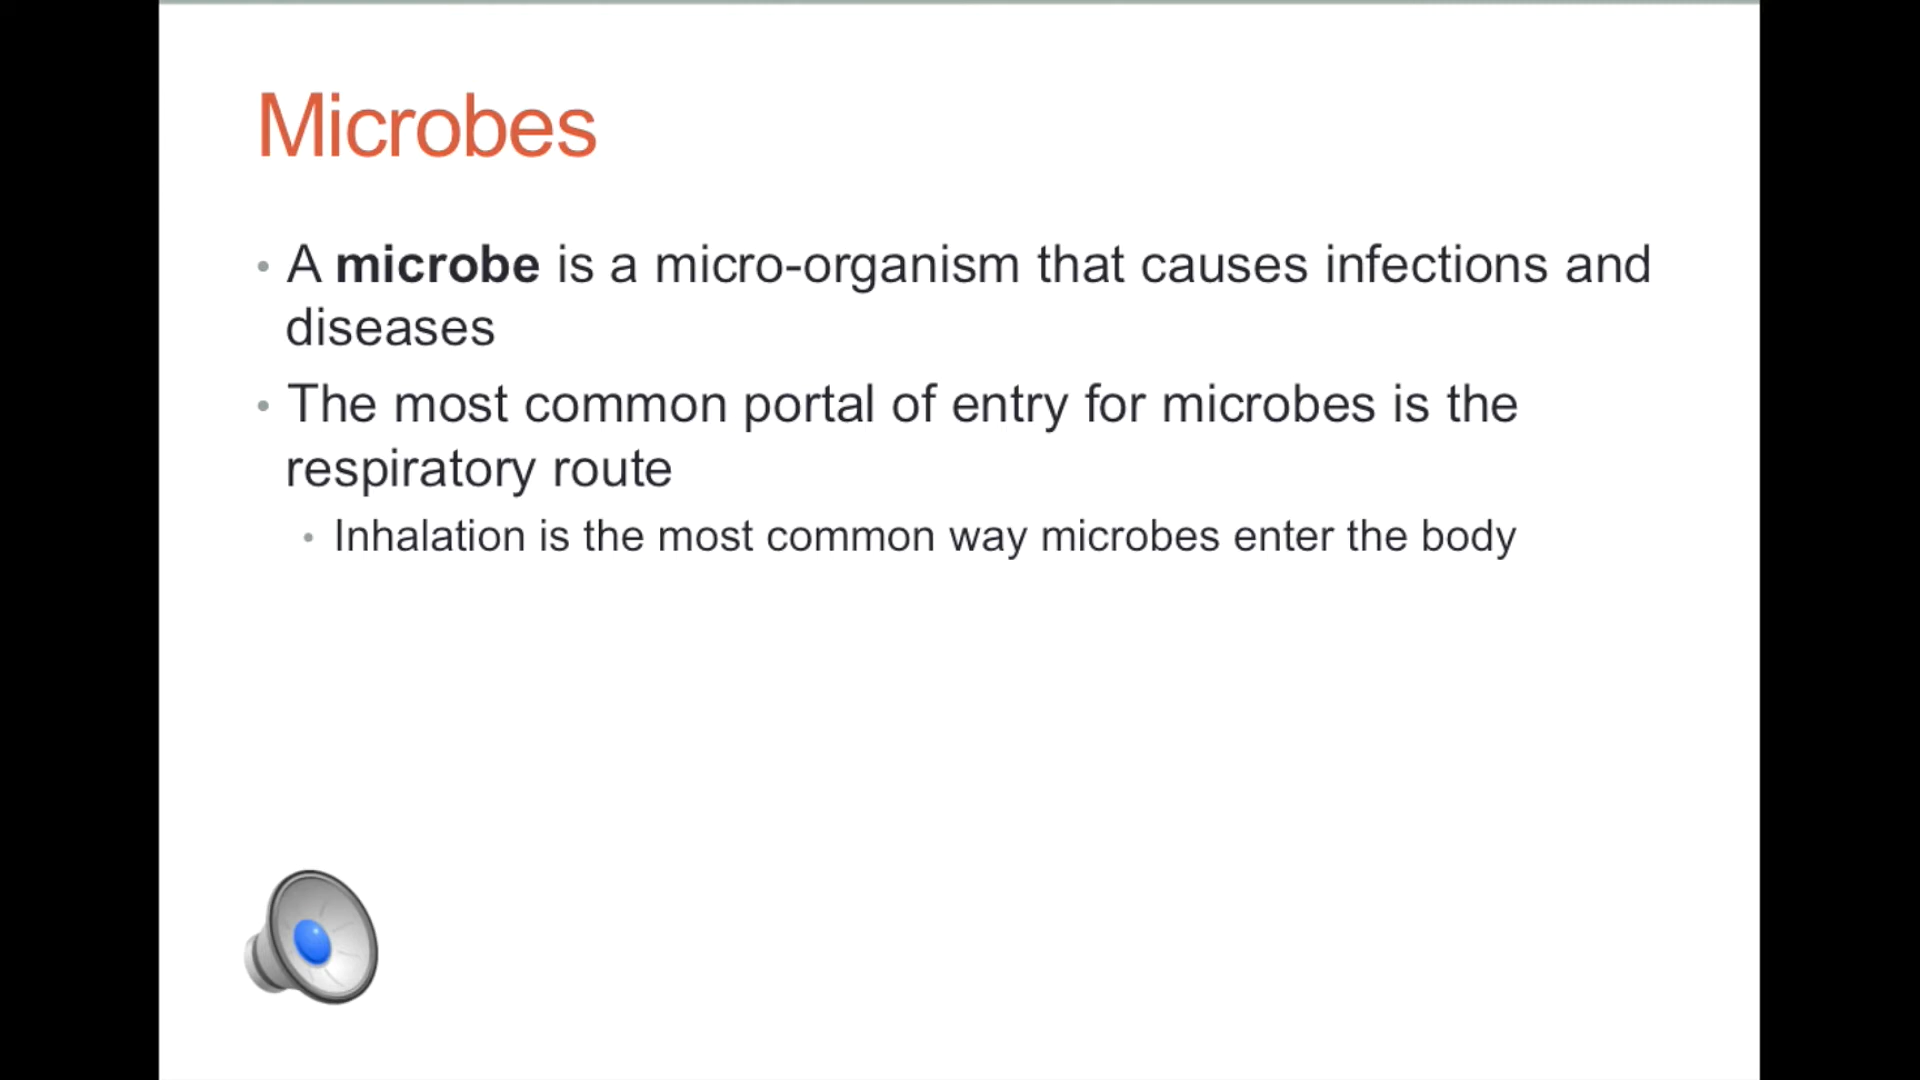 Microbes
• A microbe is a micro-organism that causes infections and
diseases
• The most common portal of entry for microbes is the
respiratory route
• Inhalation is the most common way microbes enter the body